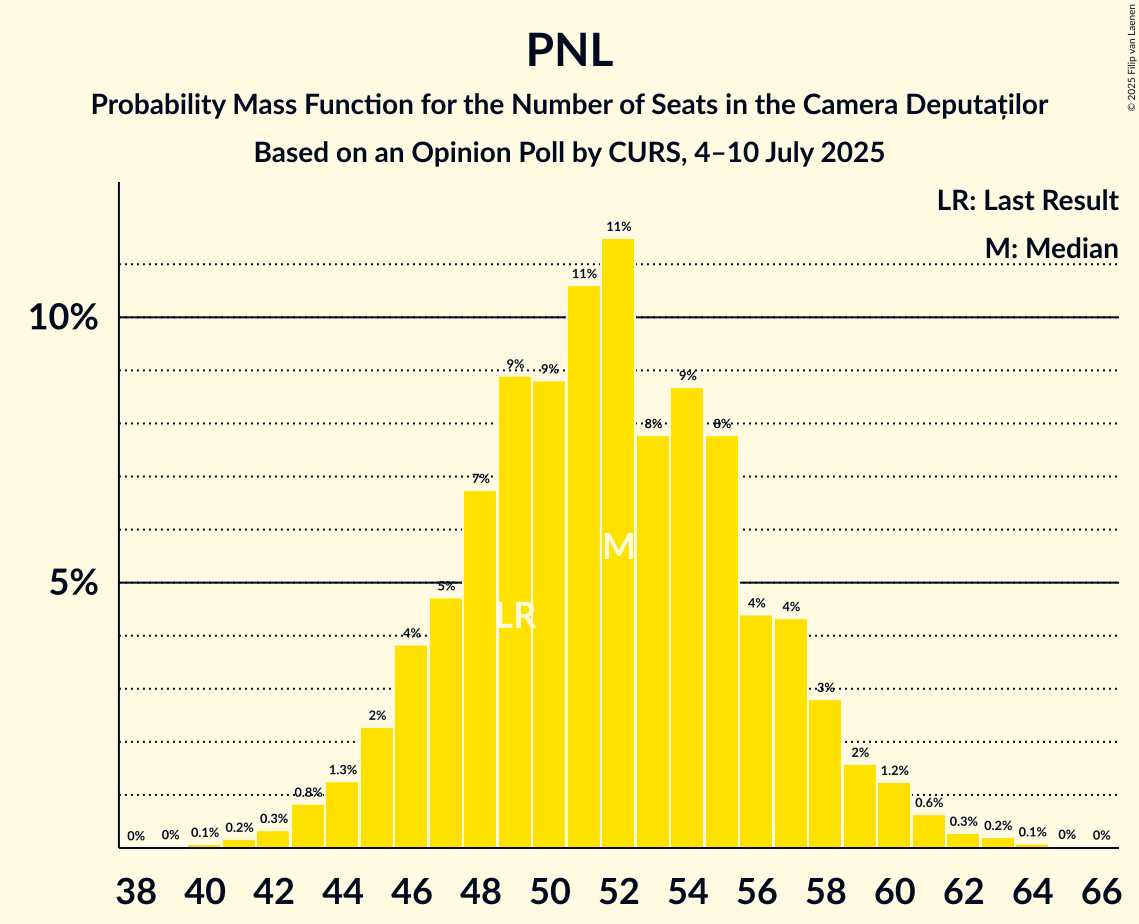 PNL
Probability Mass Function for the Number of Seats in the Camera Deputaților
Based on an Opinion Poll by CURS, 4–10 July 2025
© 2025 Filip van Laenen
LR: Last Result
M: Median
10%
5%
0% 0% 0.1% 0.2% 0.3% 0.8% 1.3% 2% 4% 5% 7% 9% 9% 11% 11% 8% 9% 8% 4% 4% 3% 2% 1.2% 0.6% 0.3% 0.2% 0.1% 0% 0%
LR
M
38 40 42 44 46 48 50 52 54 56 58 60 62 64 66